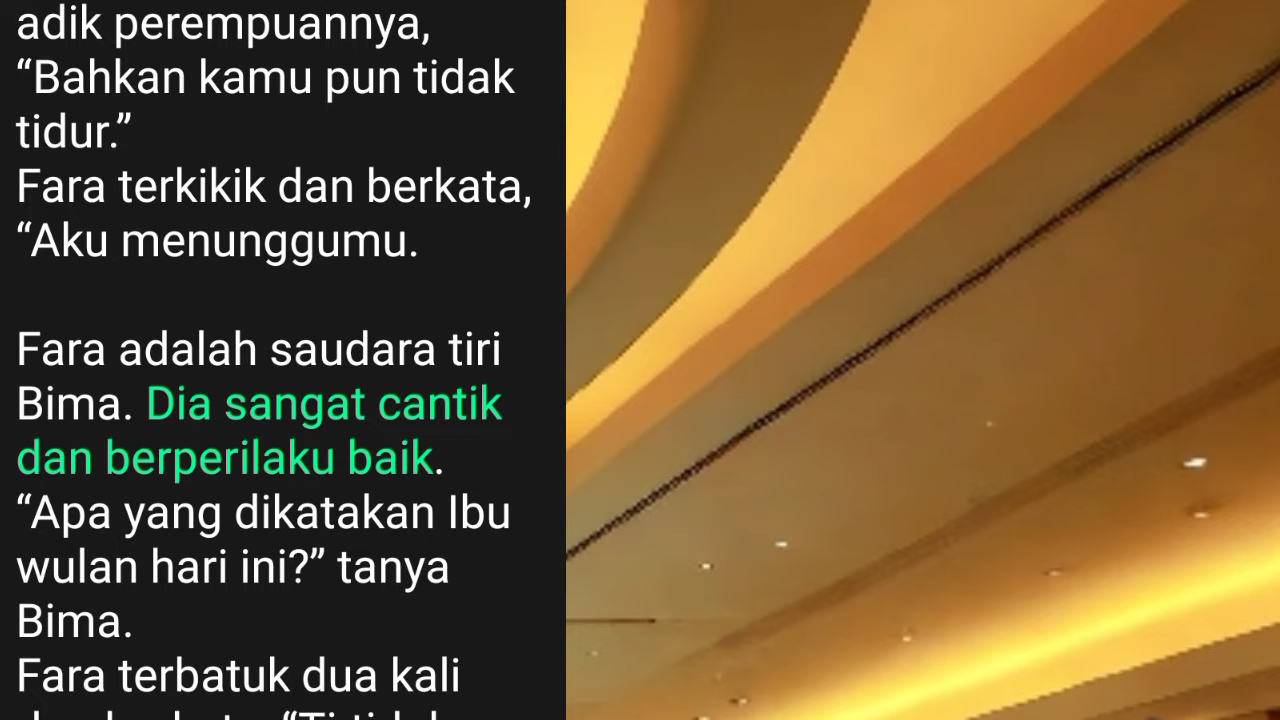 adik perempuannya,
“Bahkan kamu pun tidak
tidur.”
Fara terkikik dan berkata,
“Aku menunggumu.
Fara adalah saudara tiri
Bima. Dia sangat cantik
dan berperilaku baik.
“Apa yang dikatakan Ibu
wulan hari ini?” tanya
Bima.
Fara terbatuk dua kali